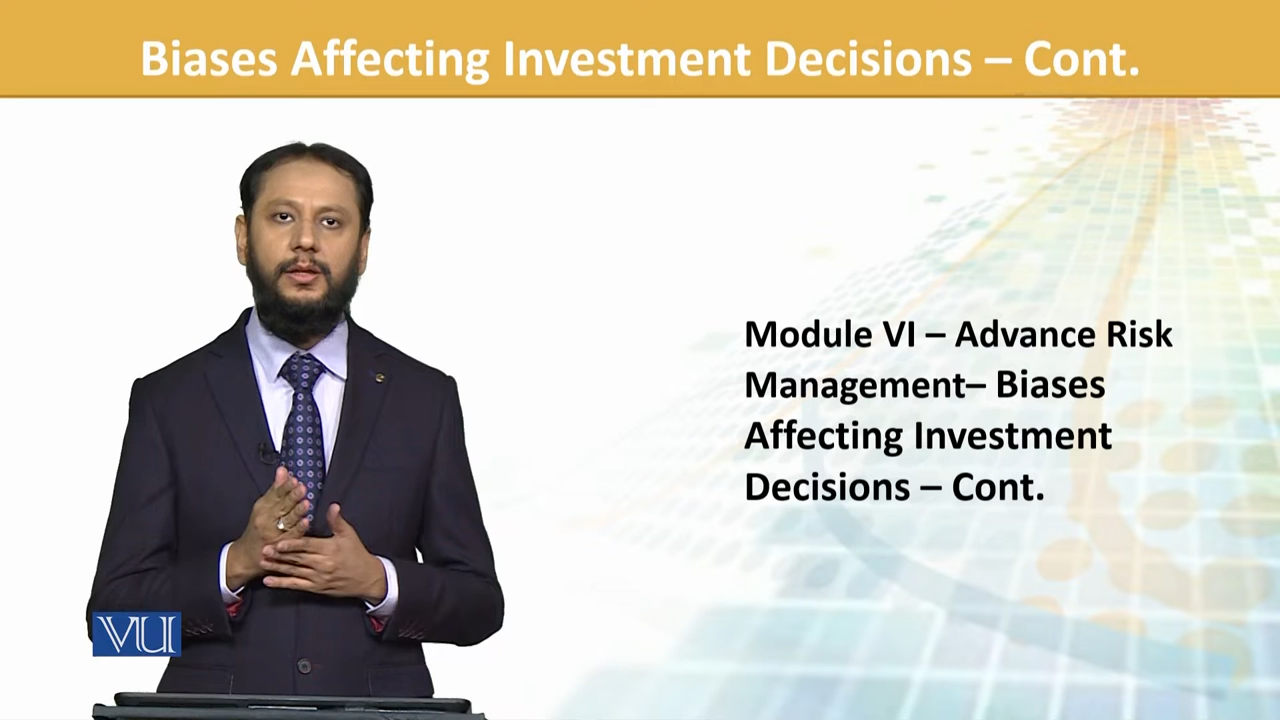 Biases Affecting Investment Decisions – Cont.
Module VI – Advance Risk
Management– Biases
Affecting Investment
Decisions – Cont.
VU